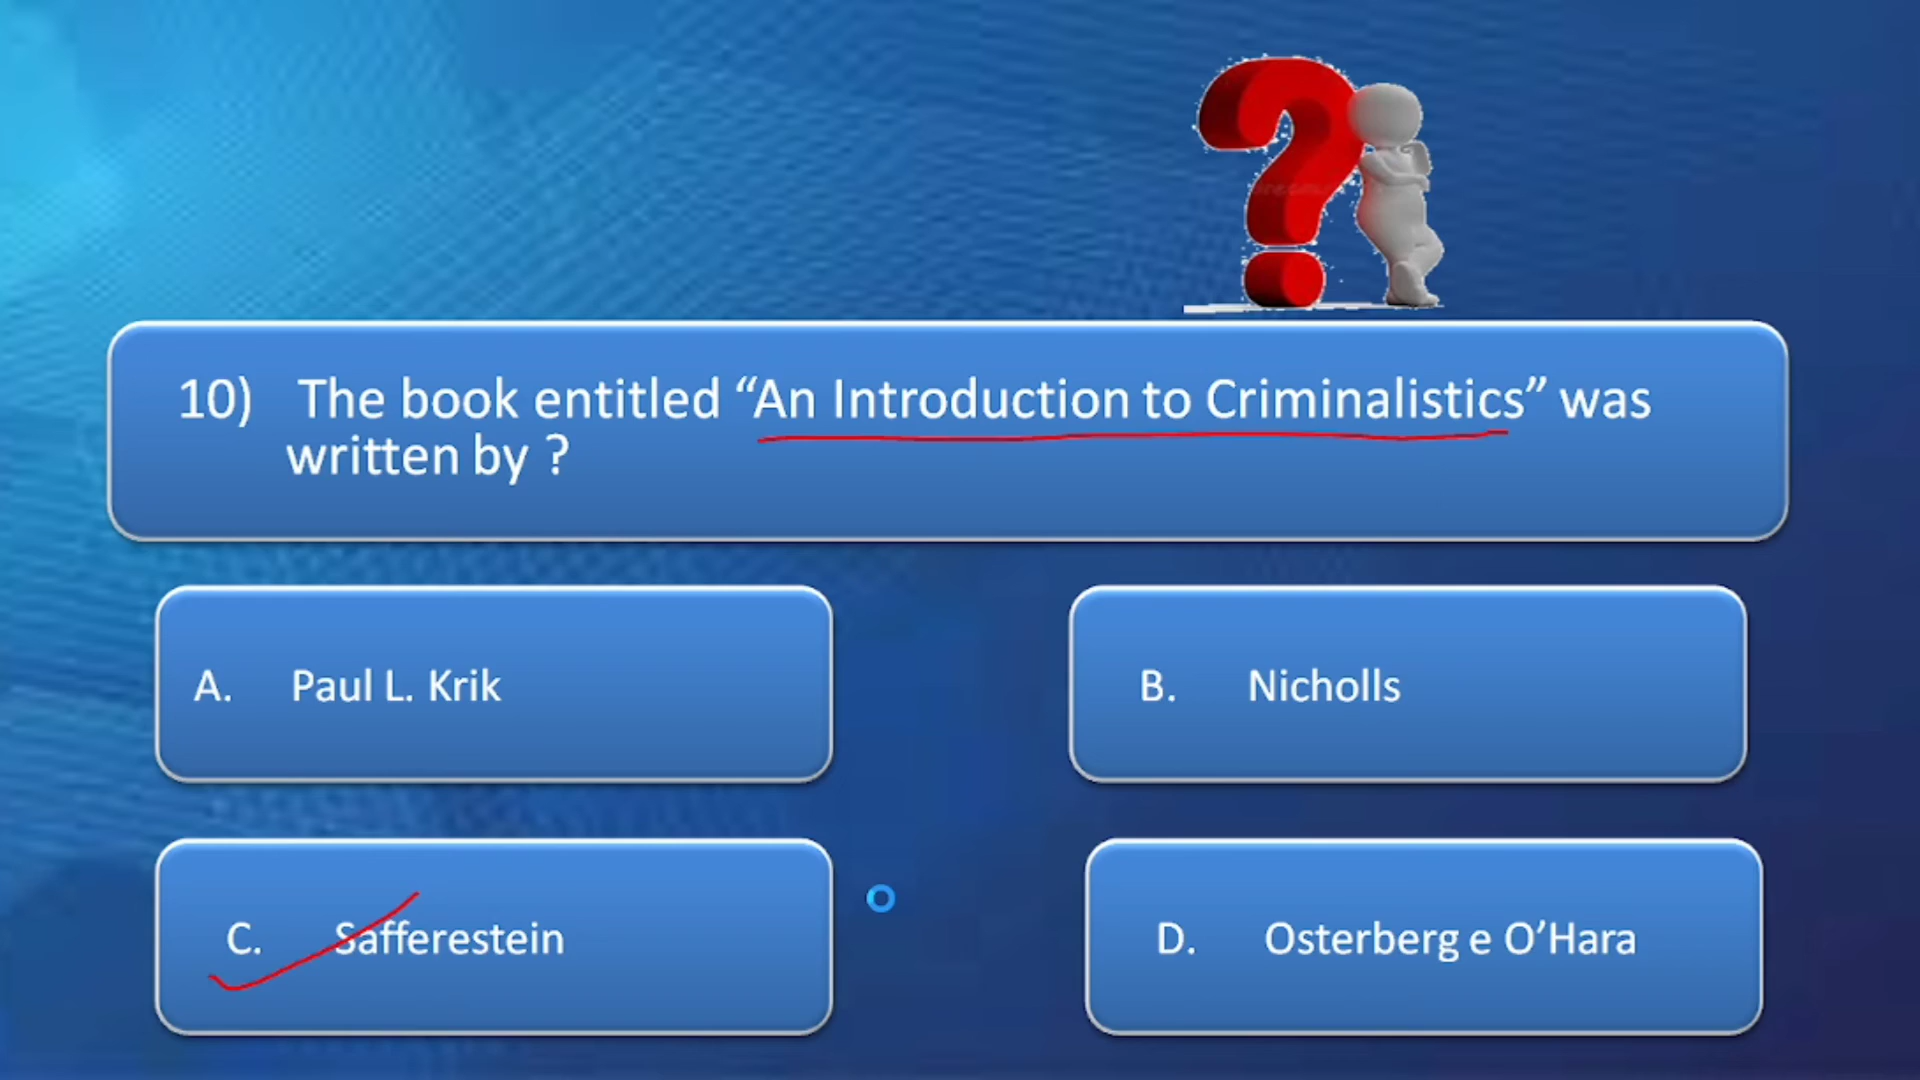 10) The book entitled “An Introduction to Criminalistics” was
written by ?
A. Paul L. Krik
B. Nicholls
C. Safferestein
D. Osterberg e O’Hara